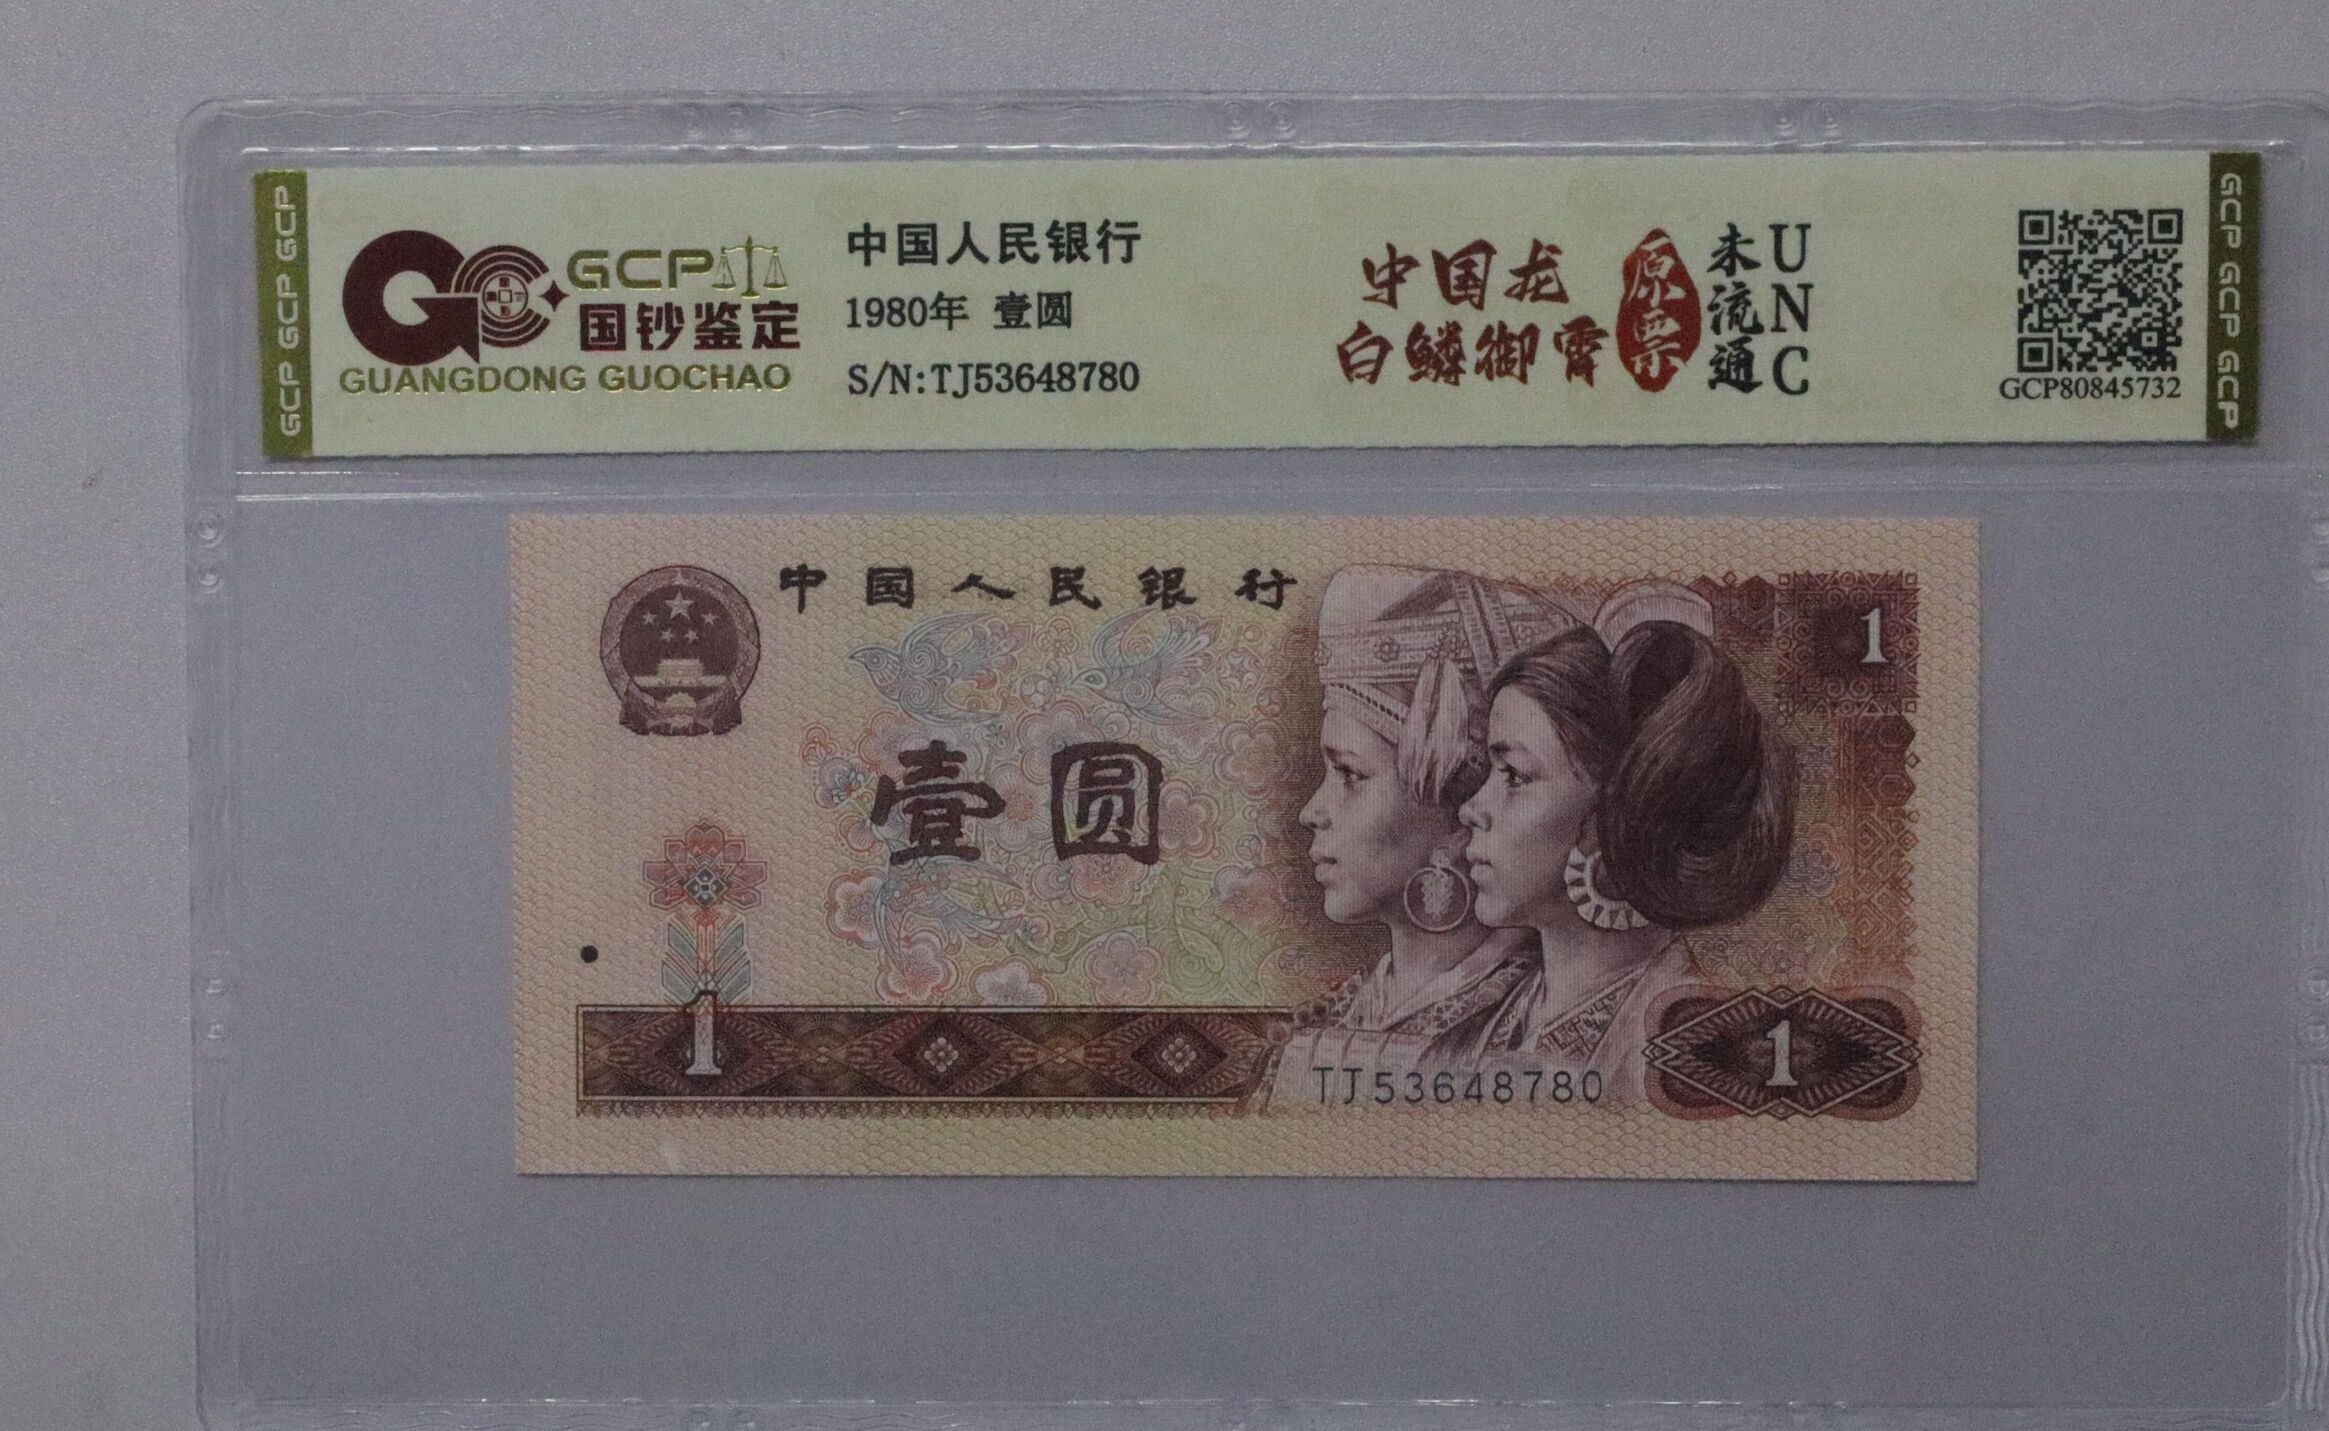 GCP GCP GCP
GCP
国钞鉴定
GUANGDONG GUOCHAO
中国人民银行
1980年 壹圆
S/N:TJ53648780
中国龙
白鳞御霄
原票
未流通
UNC
GCP80845732
GCP GCP GCP
中国人民银行
壹圆
1
1
1
TJ53648780